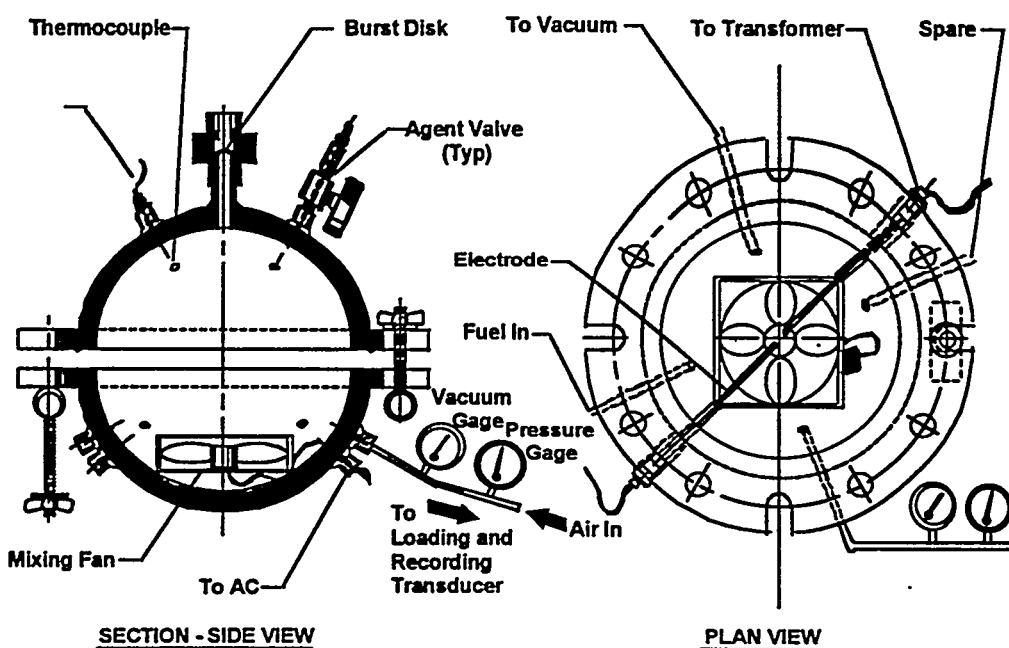 Thermocouple
Burst Disk
To Vacuum
To Transformer
Spare
Agent Valve
(Typ)
Electrode
Fuel In
Vacuum
Gage
Pressure
Gage
To
Loading and
Recording
Transducer
Air In
Mixing Fan
To AC
SECTION - SIDE VIEW
PLAN VIEW